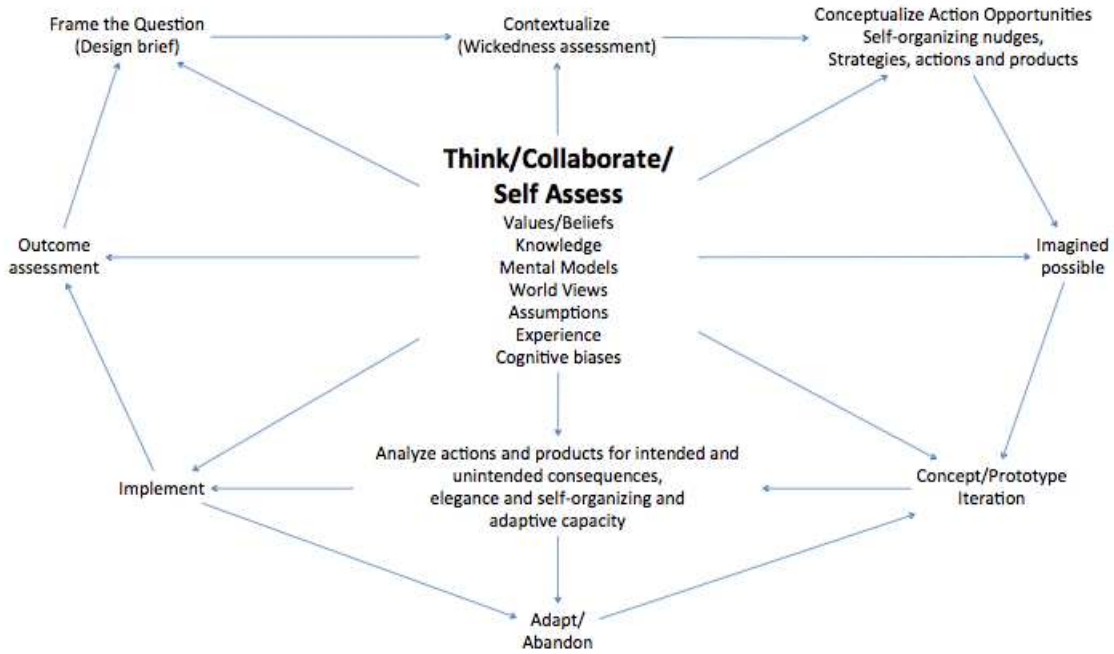 Frame the Question
(Design brief)
Contextualize
(Wickedness assessment)
Conceptualize Action Opportunities
Self-organizing nudges,
Strategies, actions and products
Think/Collaborate/
Self Assess
Values/Beliefs
Knowledge
Mental Models
World Views
Assumptions
Experience
Cognitive biases
Outcome
assessment
Imagined
possible
Analyze actions and products for intended and
unintended consequences,
elegance and self-organizing and
adaptive capacity
Implement
Concept/Prototype
Iteration
Adapt/
Abandon